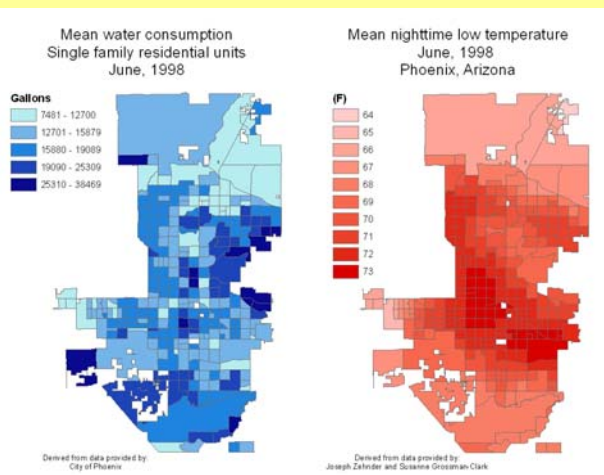 Mean water consumption
Single family residential units
June, 1998
Gallons
7481 - 12700
12701 - 15879
15880 - 19089
19090 - 25309
25310 - 38469
Derived from data provided by:
City of Phoenix
Mean nighttime low temperature
June, 1998
Phoenix, Arizona
(F)
64
65
66
67
68
69
70
71
72
73
Derived from data provided by:
Joseph Zehnder and Susanne Grossman-Clark